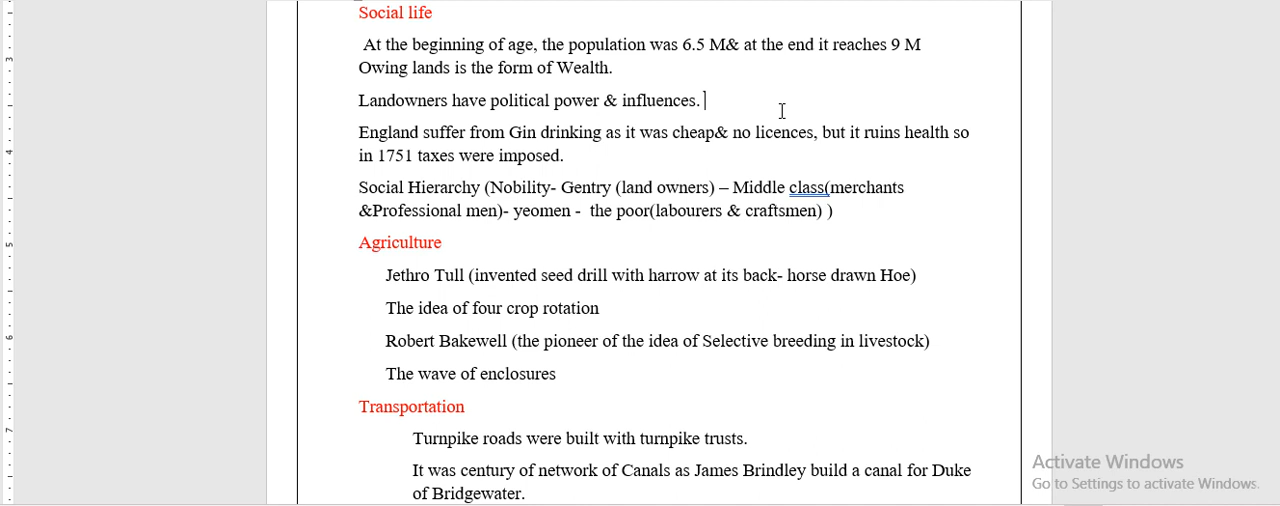 Social life
At the beginning of age, the population was 6.5 M& at the end it reaches 9 M
Owing lands is the form of Wealth.
Landowners have political power & influences.
England suffer from Gin drinking as it was cheap& no licences, but it ruins health so
in 1751 taxes were imposed.
Social Hierarchy (Nobility- Gentry (land owners) – Middle class(merchants
&Professional men)- yeomen -  the poor(labourers & craftsmen) )
Agriculture
Jethro Tull (invented seed drill with harrow at its back- horse drawn Hoe)
The idea of four crop rotation
Robert Bakewell (the pioneer of the idea of Selective breeding in livestock)
The wave of enclosures
Transportation
Turnpike roads were built with turnpike trusts.
It was century of network of Canals as James Brindley build a canal for Duke
of Bridgewater.
Activate Windows
Go to Settings to activate Windows.
3
4
5
6
7